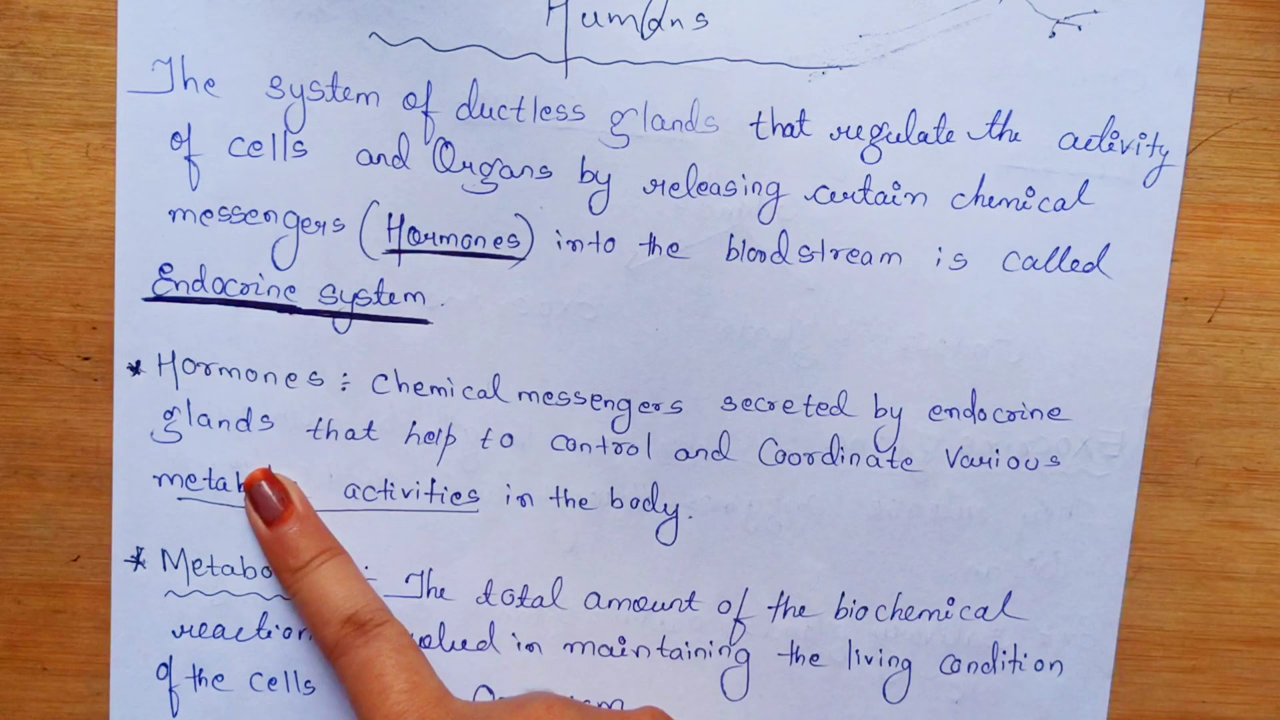 Humans
The system of ductless glands that regulate the activity
of cells and Organs by releasing certain chemical
messengers (Hormones) into the bloodstream is called
Endocrine system.
* Hormones : Chemical messengers secreted by endocrine
glands that help to control and Coordinate Various
activities in the body.
* :- The total amount of the biochemical
in maintaining the living condition
of the cells